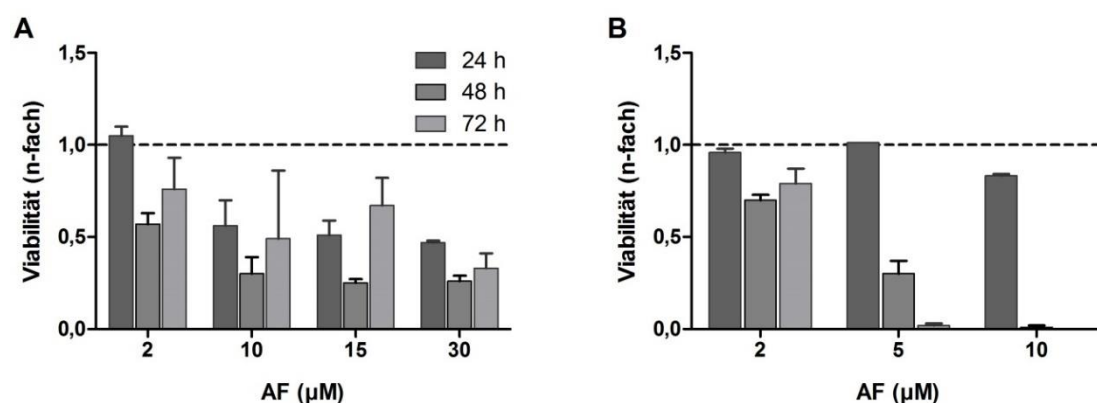 A
B
1,5
1,0
0,5
0,0
Viabilität (n-fach)
24 h
48 h
72 h
2 10 15 30
AF (µM)
1,5
1,0
0,5
0,0
Viabilität (n-fach)
2 5 10
AF (µM)